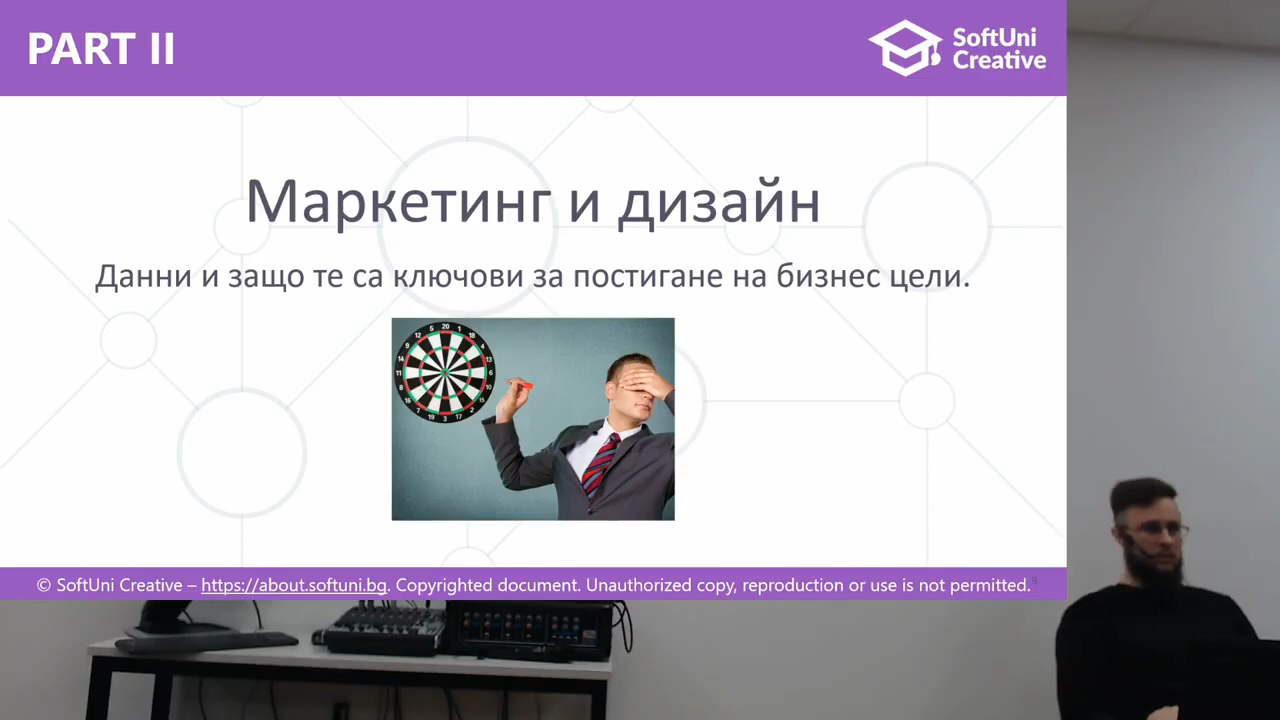 PART II
SoftUni
Creative
Маркетинг и дизайн
Данни и защо те са ключови за постигане на бизнес цели.
© SoftUni Creative – https://about.softuni.bg. Copyrighted document. Unauthorized copy, reproduction or use is not permitted.